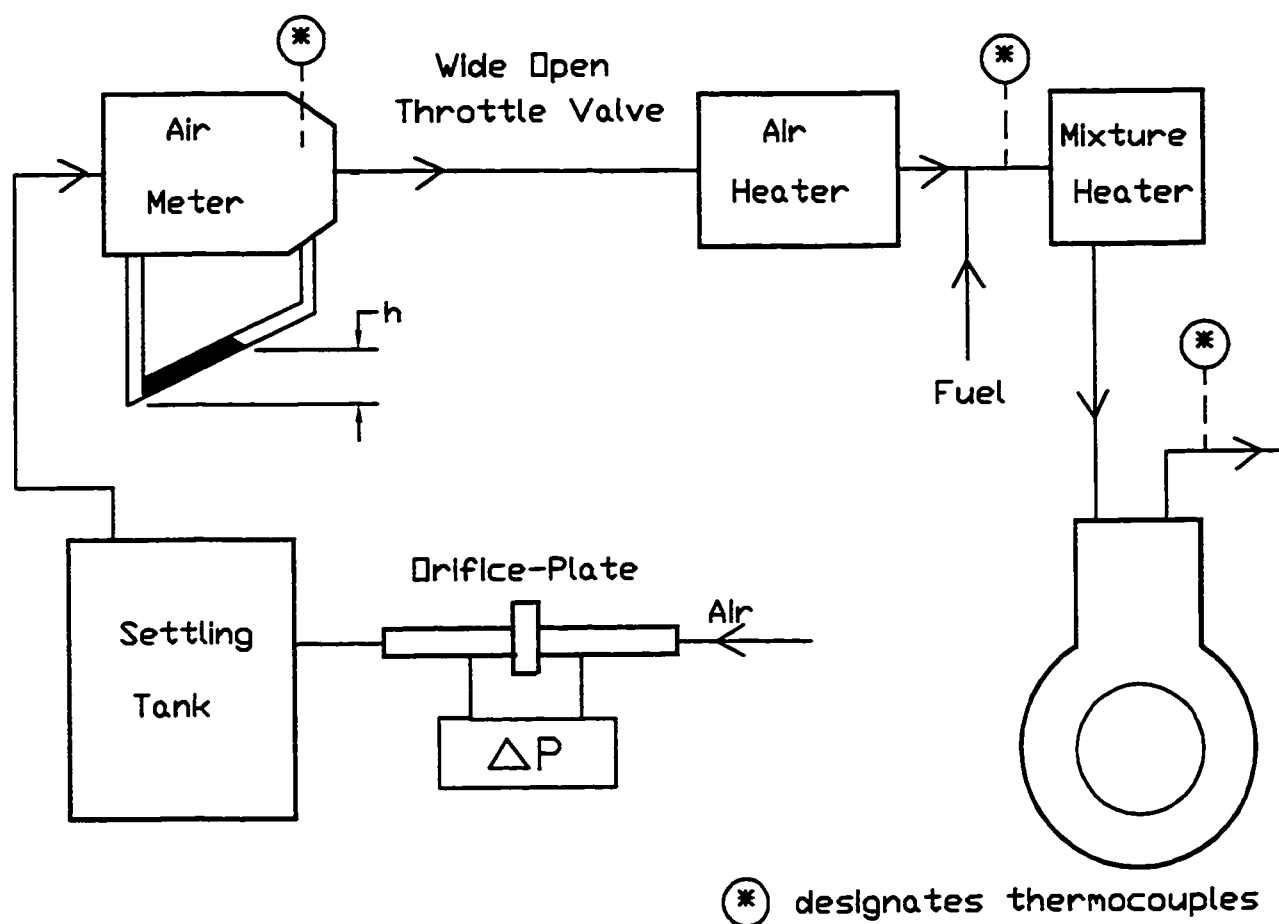 *
*
Wide Open
Throttle Valve
Air
Meter
Air
Heater
Mixture
Heater
h
Fuel
*
Orifice-Plate
Air
Settling
Tank
ΔP
* designates thermocouples